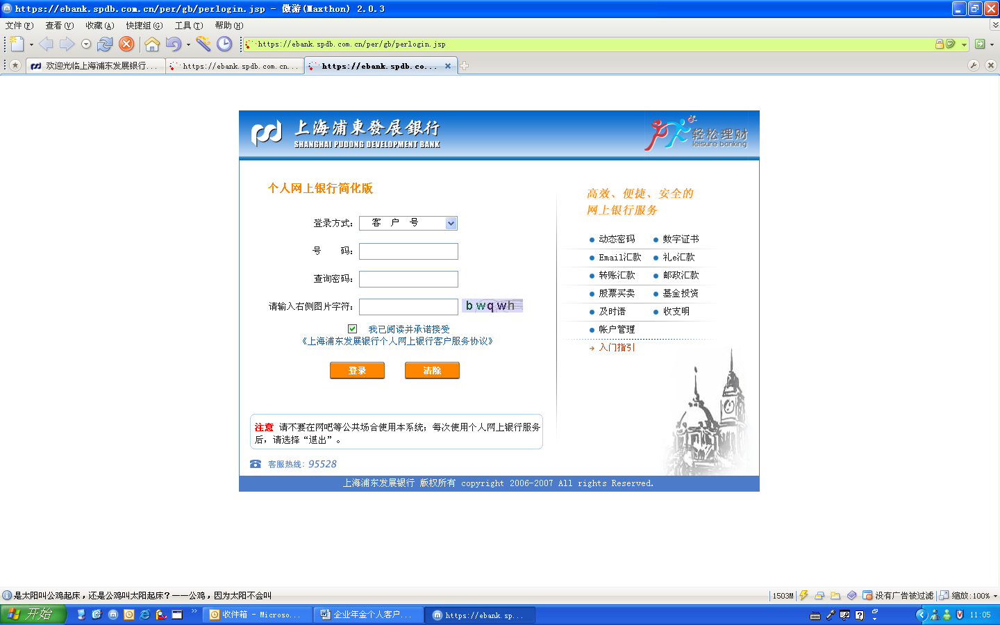 https://ebank.spdb.com.cn/per/gb/perlogin.jsp - 傲游(Maxthon) 2.0.3
文件(F) 查看(V) 收藏(A) 快捷组(G) 工具(T) 帮助(H)
https://ebank.spdb.com.cn/per/gb/perlogin.jsp
欢迎光临上海浦东发展银行... https://ebank.spdb.com.cn... https://ebank.spdb.co...
上海浦東發展銀行
SHANGHAI PUDONG DEVELOPMENT BANK
轻松理财
leisure banking
个人网上银行简化版
登录方式： 客 户 号
号 码：
查询密码：
请输入右侧图片字符： bwqwh
我已阅读并承诺接受
《上海浦东发展银行个人网上银行客户服务协议》
登录 清除
注意 请不要在网吧等公共场合使用本系统；每次使用个人网上银行服务
后，请选择“退出”。
客服热线：95528
高效、便捷、安全的
网上银行服务
动态密码 数字证书
Email汇款 礼e汇款
转账汇款 邮政汇款
股票买卖 基金投资
及时语 收支明
帐户管理
入门指引
上海浦东发展银行 版权所有 copyright 2006-2007 All rights Reserved.
是太阳叫公鸡起床，还是公鸡叫太阳起床？——公鸡，因为太阳不会叫
1503M 没有广告被过滤 缩放:100%
开始 收件箱 - Microso... 企业年金个人客户... https://ebank.sp... 11:05